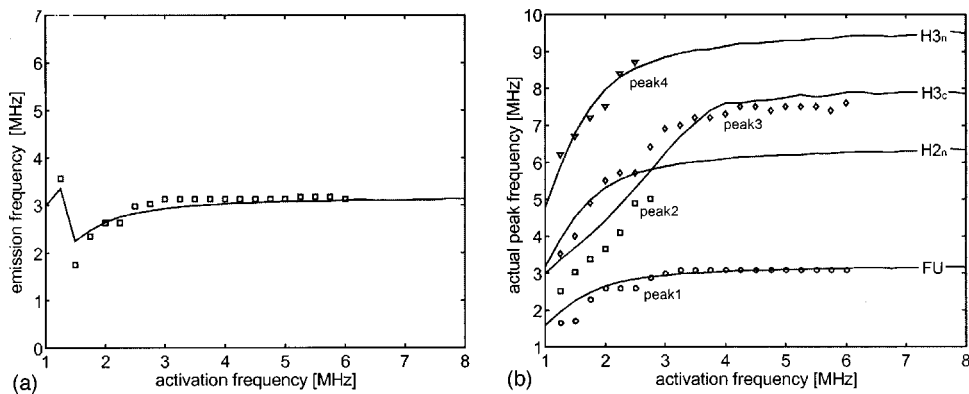 7
6
5
4
3
2
1
0
emission frequency [MHz]
1 2 3 4 5 6 7 8
activation frequency [MHz]
(a)
10
9
8
7
6
5
4
3
2
1
actual peak frequency [MHz]
H3n
peak4
H3c
peak3
H2n
peak2
FU
peak1
1 2 3 4 5 6 7 8
activation frequency [MHz]
(b)